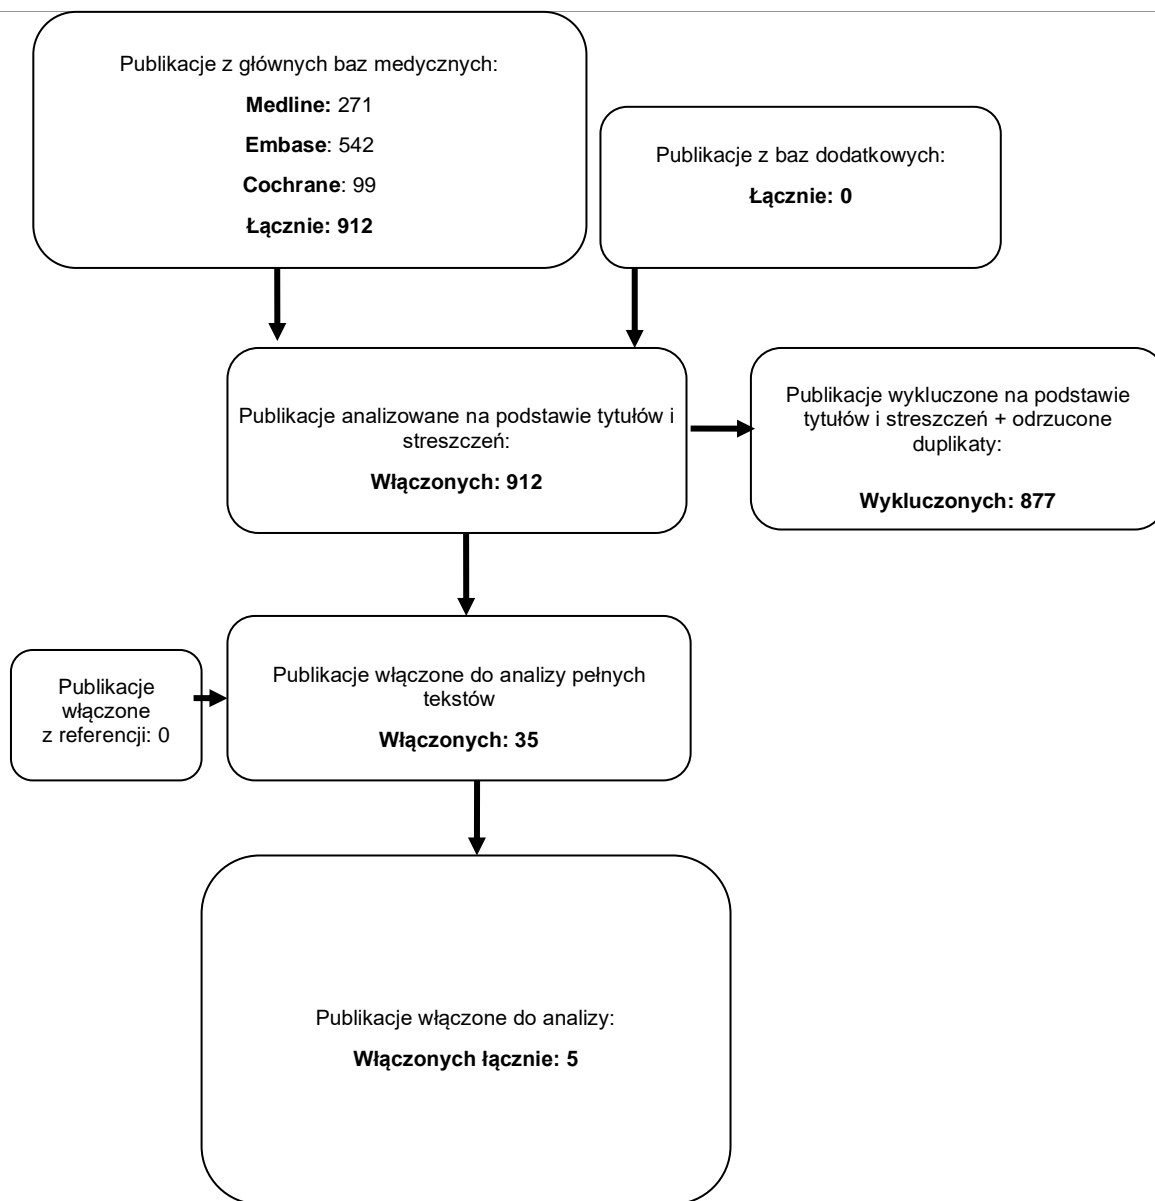 Publikacje z głównych baz medycznych:
Medline: 271
Embase: 542
Cochrane: 99
Łącznie: 912
Publikacje z baz dodatkowych:
Łącznie: 0
Publikacje analizowane na podstawie tytułów i
streszczeń:
Włączonych: 912
Publikacje wykluczone na podstawie
tytułów i streszczeń + odrzucone
duplikaty:
Wykluczonych: 877
Publikacje
włączone
z referencji: 0
Publikacje włączone do analizy pełnych
tekstów
Włączonych: 35
Publikacje włączone do analizy:
Włączonych łącznie: 5